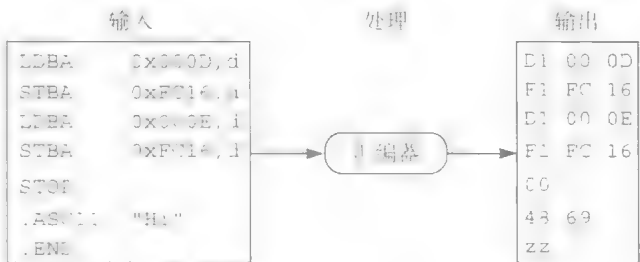 输入
处理
输出
LDBA 0x000D,d
STBA 0xFC16,d
LDBA 0x000E,d
STBA 0xFC16,d
STOP
.ASCII "Hi"
.END
汇编器
D1 00 0D
F1 FC 16
D1 00 0E
F1 FC 16
00
48 69
zz